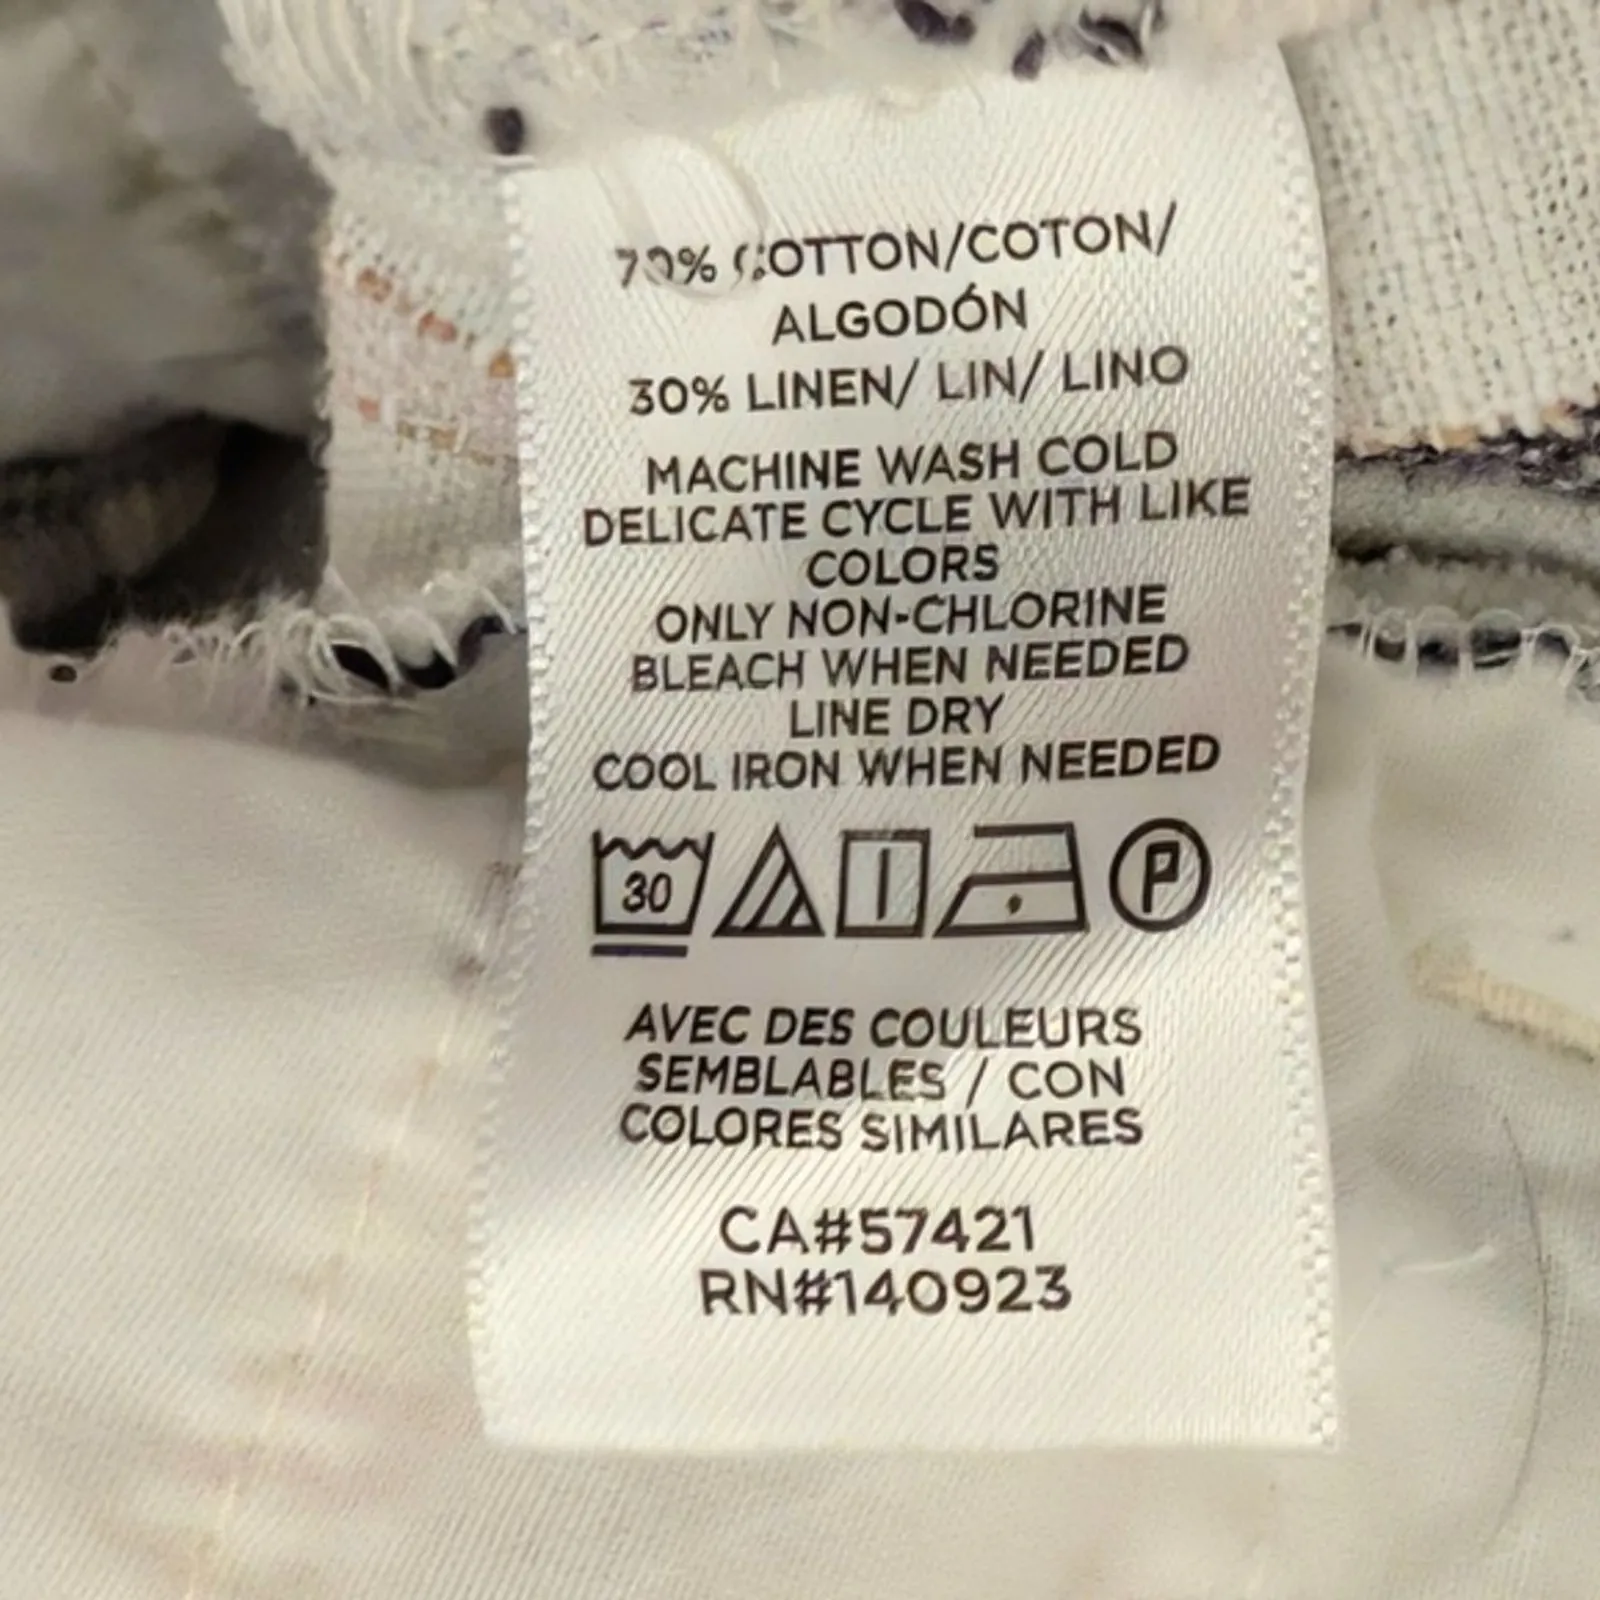 70% COTTON/COTON/
ALGODÓN
30% LINEN/ LIN/ LINO
MACHINE WASH COLD
DELICATE CYCLE WITH LIKE
COLORS
ONLY NON-CHLORINE
BLEACH WHEN NEEDED
LINE DRY
COOL IRON WHEN NEEDED
30 P
AVEC DES COULEURS
SEMBLABLES / CON
COLORES SIMILARES
CA#57421
RN#140923